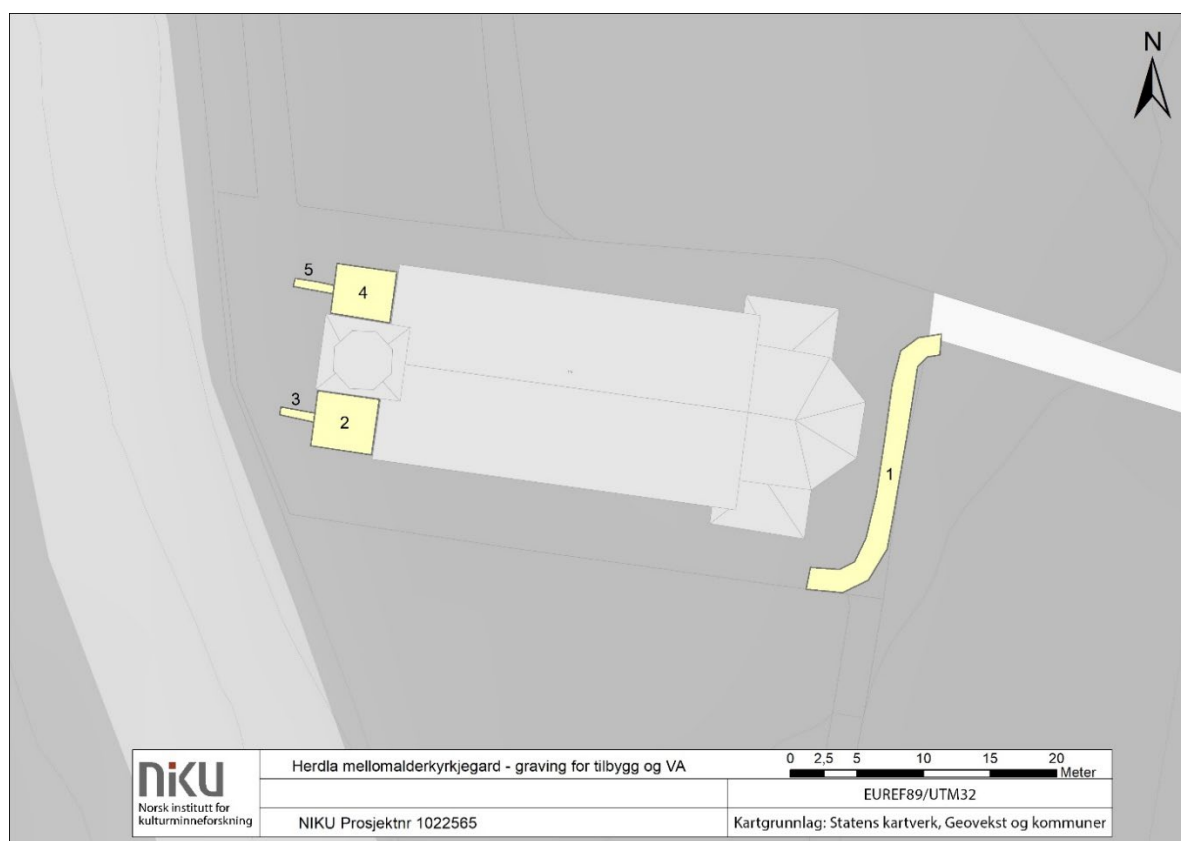 N
5
4
3
2
1
NiKU
Norsk institutt for
kulturminneforskning
Herdla mellomalderkyrkjegard - graving for tilbygg og VA
NIKU Prosjektnr 1022565
0 2,5 5 10 15 20
Meter
EUREF89/UTM32
Kartgrunnlag: Statens kartverk, Geovekst og kommuner